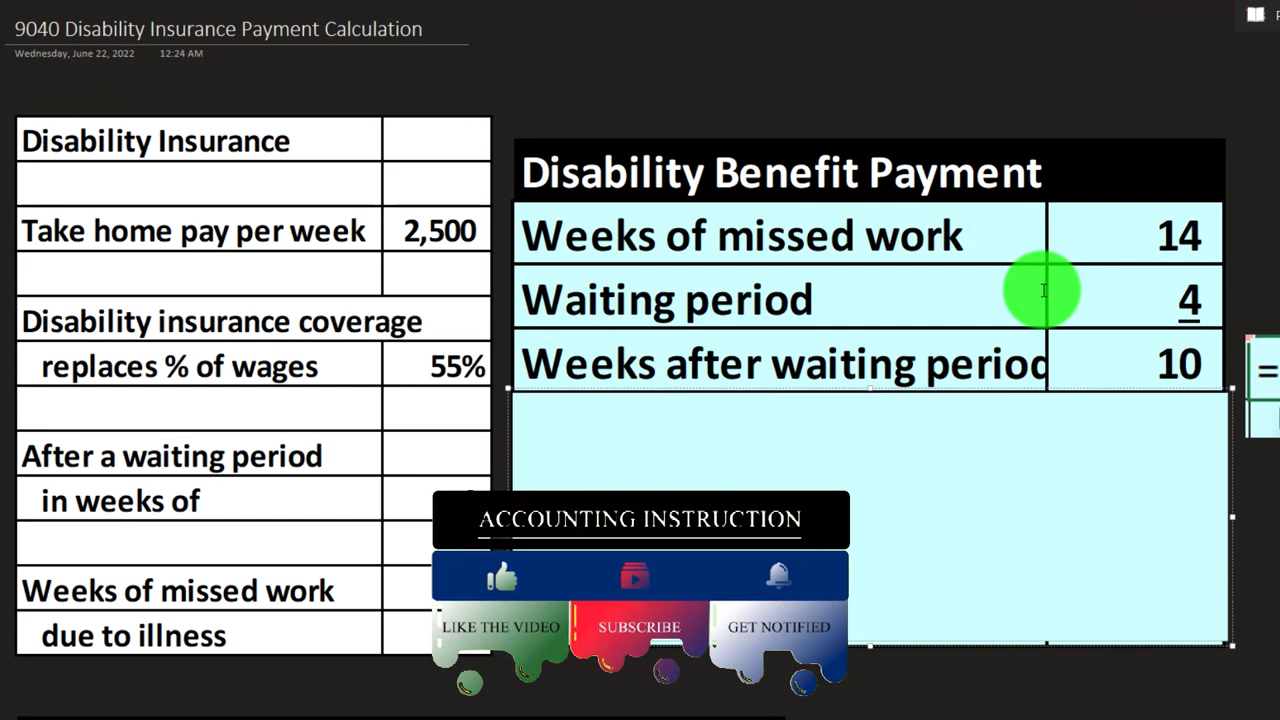 9040 Disability Insurance Payment Calculation
Wednesday, June 22, 2022 12:24 AM
Disability Insurance
Take home pay per week 2,500
Disability insurance coverage
replaces % of wages 55%
After a waiting period
in weeks of
Weeks of missed work
due to illness
Disability Benefit Payment
Weeks of missed work 14
Waiting period 4
Weeks after waiting period 10
=
ACCOUNTING INSTRUCTION
LIKE THE VIDEO
SUBSCRIBE
GET NOTIFIED